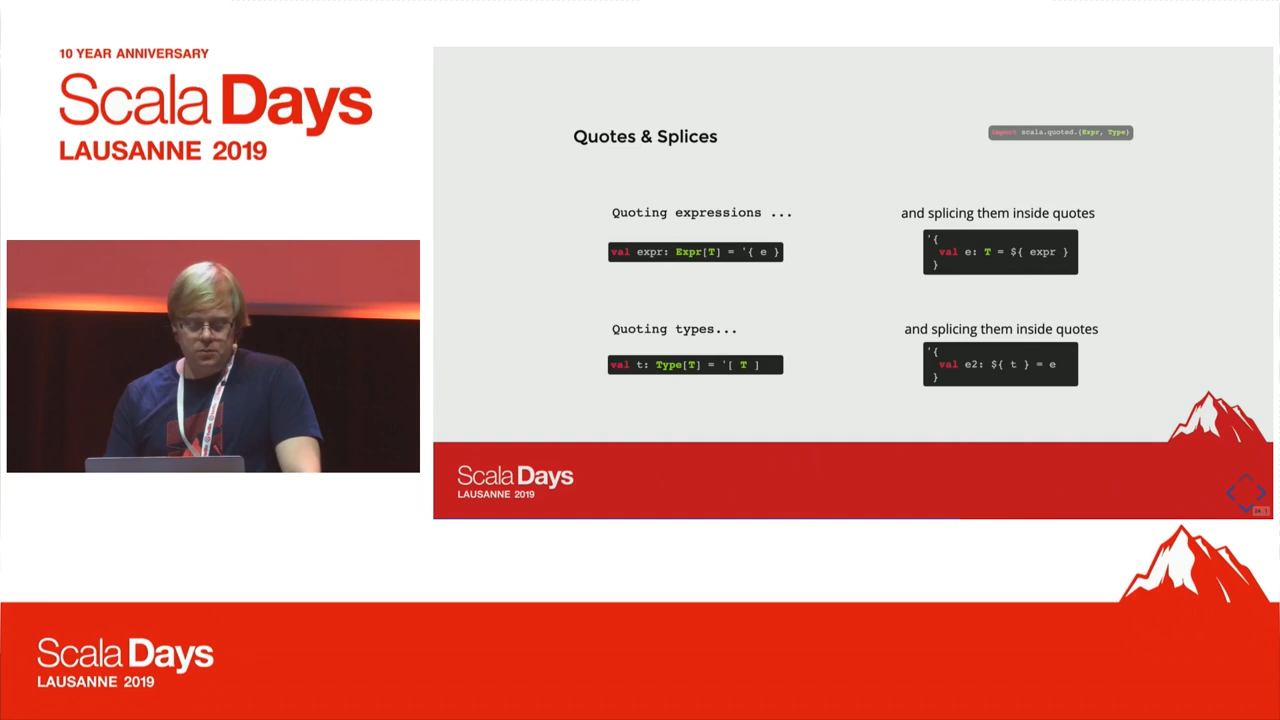 10 YEAR ANNIVERSARY
Scala Days
LAUSANNE 2019
Quotes & Splices
import scala.quoted.{Expr, Type}
Quoting expressions ...
and splicing them inside quotes
val expr: Expr[T] = '{ e }
'{
val e: T = ${ expr }
}
Quoting types...
and splicing them inside quotes
val t: Type[T] = '[ T ]
'{
val e2: ${ t } = e
}
Scala Days
LAUSANNE 2019
Scala Days
LAUSANNE 2019